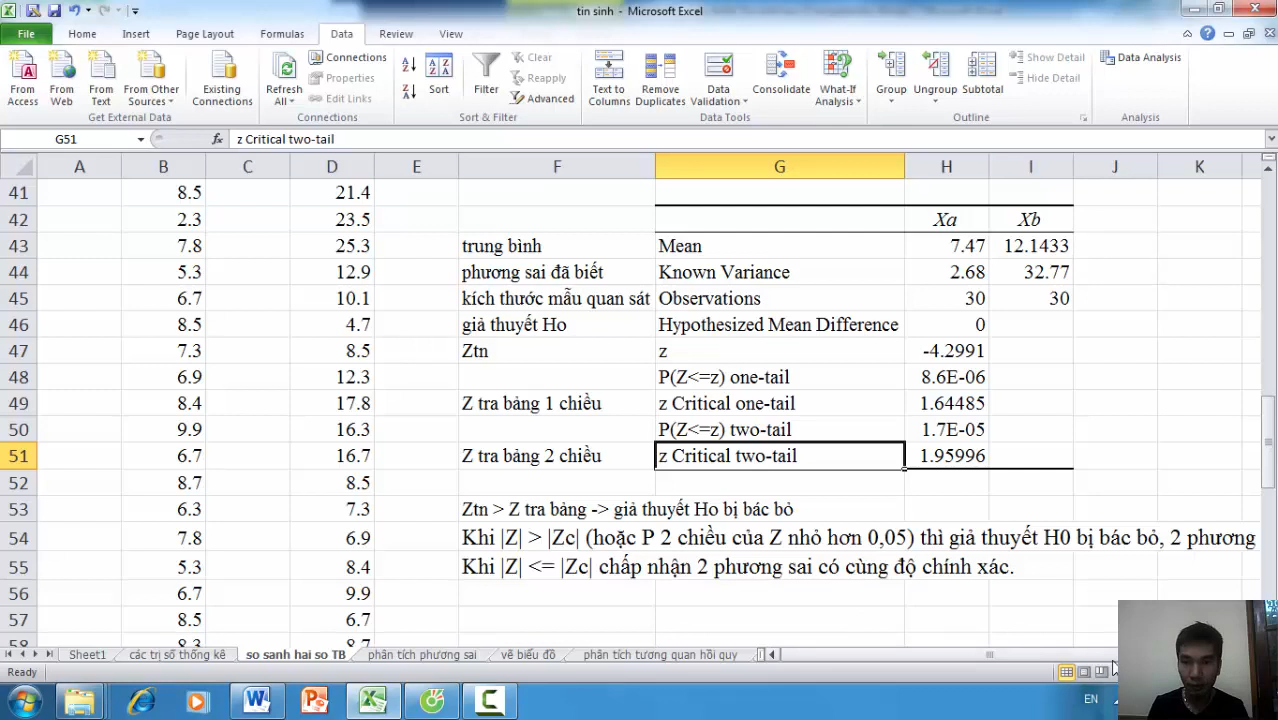 tin sinh - Microsoft Excel
File Home Insert Page Layout Formulas Data Review View
From Access
From Web
From Text
From Other Sources
Existing Connections
Get External Data
Refresh All
Connections
Properties
Edit Links
Connections
Sort
Filter
Clear
Reapply
Advanced
Sort & Filter
Text to Columns
Remove Duplicates
Data Validation
Consolidate
What-If Analysis
Data Tools
Group
Ungroup
Subtotal
Show Detail
Hide Detail
Outline
Data Analysis
Analysis
G51 fx z Critical two-tail
A B C D E F G H I J K
41 8.5 21.4
42 2.3 23.5 Xa Xb
43 7.8 25.3 trung bình Mean 7.47 12.1433
44 5.3 12.9 phương sai đã biết Known Variance 2.68 32.77
45 6.7 10.1 kích thước mẫu quan sát Observations 30 30
46 8.5 4.7 giả thuyết Ho Hypothesized Mean Difference 0
47 7.3 8.5 Ztn z -4.2991
48 6.9 12.3 P(Z<=z) one-tail 8.6E-06
49 8.4 17.8 Z tra bảng 1 chiều z Critical one-tail 1.64485
50 9.9 16.3 P(Z<=z) two-tail 1.7E-05
51 6.7 16.7 Z tra bảng 2 chiều z Critical two-tail 1.95996
52 8.7 8.5
53 6.3 7.3 Ztn > Z tra bảng -> giả thuyết Ho bị bác bỏ
54 7.8 6.9 Khi |Z| > |Zc| (hoặc P 2 chiều của Z nhỏ hơn 0,05) thì giả thuyết H0 bị bác bỏ, 2 phương
55 5.3 8.4 Khi |Z| <= |Zc| chấp nhận 2 phương sai có cùng độ chính xác.
56 6.7 9.9
57 8.5 6.7
58 8.3 8.7
Sheet1 các trị số thống kê so sanh hai so TB phân tích phương sai vẽ biểu đồ phân tích tương quan hồi quy
Ready
EN